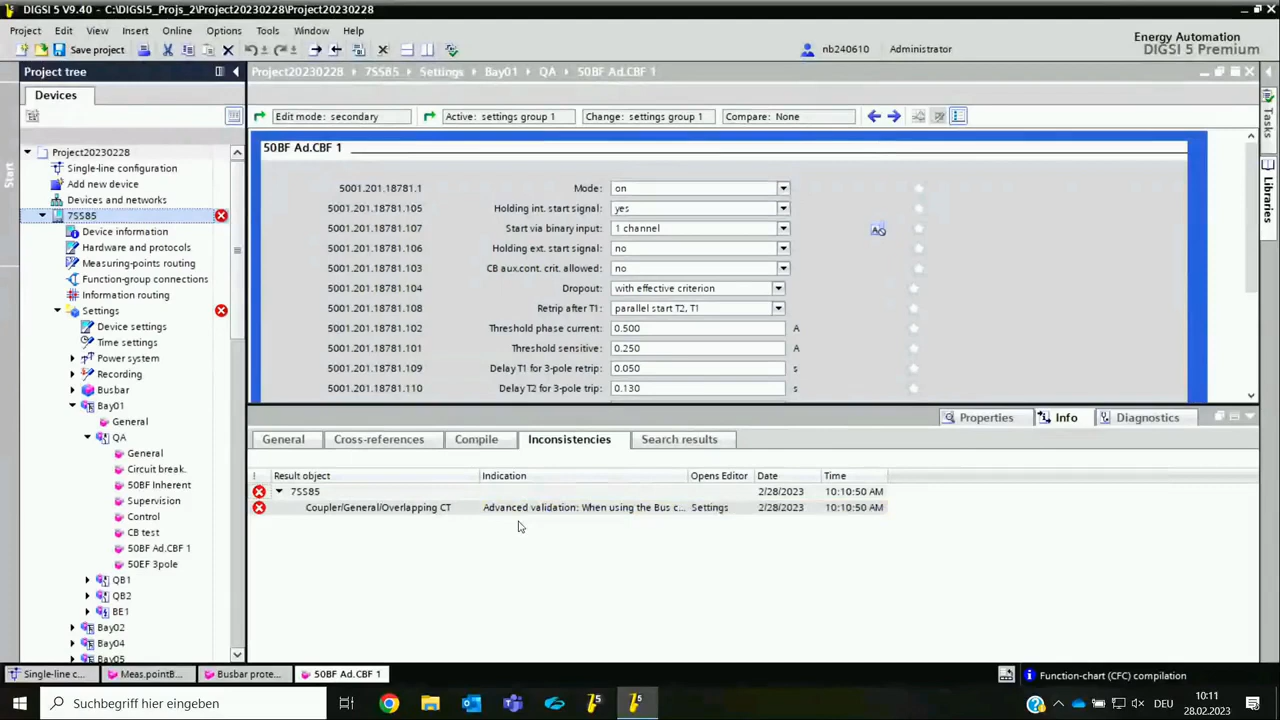 DIGSI 5 V9.40 - C:\DIGSI5_Projs_2\Project20230228\Project20230228
Project Edit View Insert Online Options Tools Window Help
Energy Automation
DIGSI 5 Premium
Save project
nb240610 Administrator
Project tree
Project20230228 7SS85 Settings Bay01 QA 50BF Ad.CBF 1
Devices
Edit mode: secondary Active: settings group 1 Change: settings group 1 Compare: None
Start
Tasks
Libraries
Project20230228
Single-line configuration
Add new device
Devices and networks
7SS85
Device information
Hardware and protocols
Measuring-points routing
Function-group connections
Information routing
Settings
Device settings
Time settings
Power system
Recording
Busbar
Bay01
General
QA
General
Circuit break.
50BF Inherent
Supervision
Control
CB test
50BF Ad.CBF 1
50EF 3pole
QB1
QB2
BE1
Bay02
Bay04
Bay05
50BF Ad.CBF 1
5001.201.18781.1 Mode: on
5001.201.18781.105 Holding int. start signal: yes
5001.201.18781.107 Start via binary input: 1 channel
5001.201.18781.106 Holding ext. start signal: no
5001.201.18781.103 CB aux.cont. crit. allowed: no
5001.201.18781.104 Dropout: with effective criterion
5001.201.18781.108 Retrip after T1: parallel start T2, T1
5001.201.18781.102 Threshold phase current: 0.500 A
5001.201.18781.101 Threshold sensitive: 0.250 A
5001.201.18781.109 Delay T1 for 3-pole retrip: 0.050 s
5001.201.18781.110 Delay T2 for 3-pole trip: 0.130 s
Properties Info Diagnostics
General Cross-references Compile Inconsistencies Search results
! Result object Indication Opens Editor Date Time
7SS85 2/28/2023 10:10:50 AM
Coupler/General/Overlapping CT Advanced validation: When using the Bus c... Settings 2/28/2023 10:10:50 AM
Single-line c... Meas.pointB... Busbar prote... 50BF Ad.CBF 1
Function-chart (CFC) compilation
Suchbegriff hier eingeben
DEU
10:11
28.02.2023